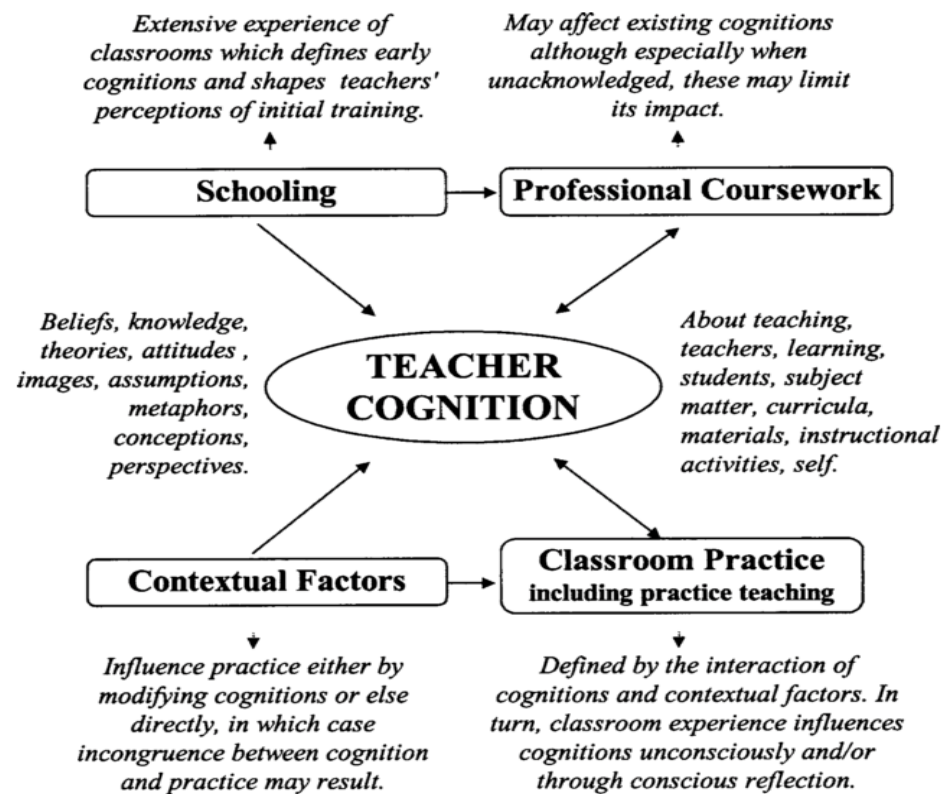 Extensive experience of
classrooms which defines early
cognitions and shapes teachers'
perceptions of initial training.
May affect existing cognitions
although especially when
unacknowledged, these may limit
its impact.
Schooling
Professional Coursework
Beliefs, knowledge,
theories, attitudes ,
images, assumptions,
metaphors,
conceptions,
perspectives.
TEACHER
COGNITION
About teaching,
teachers, learning,
students, subject
matter, curricula,
materials, instructional
activities, self.
Contextual Factors
Classroom Practice
including practice teaching
Influence practice either by
modifying cognitions or else
directly, in which case
incongruence between cognition
and practice may result.
Defined by the interaction of
cognitions and contextual factors. In
turn, classroom experience influences
cognitions unconsciously and/or
through conscious reflection.